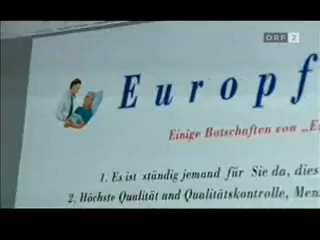 ORF 2
Europf
Einige Botschaften von „E
1. Es ist ständig jemand für Sie da, dies
2. Höchste Qualität und Qualitätskontrolle, Men